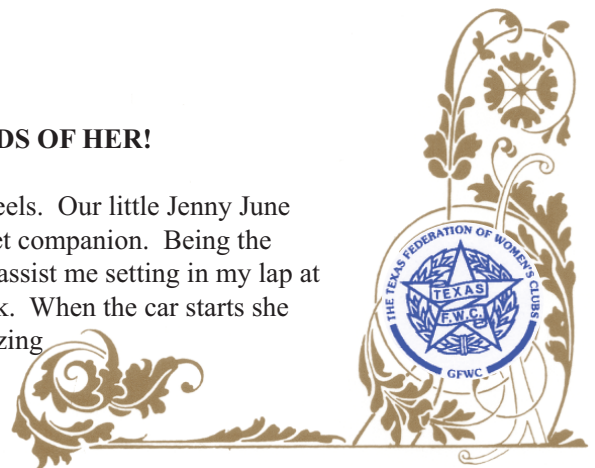 DS OF HER!
eels. Our little Jenny June
et companion. Being the
assist me setting in my lap at
k. When the car starts she
zing
THE TEXAS FEDERATION OF WOMEN'S CLUBS
TEXAS
F.W.C.
GFWC